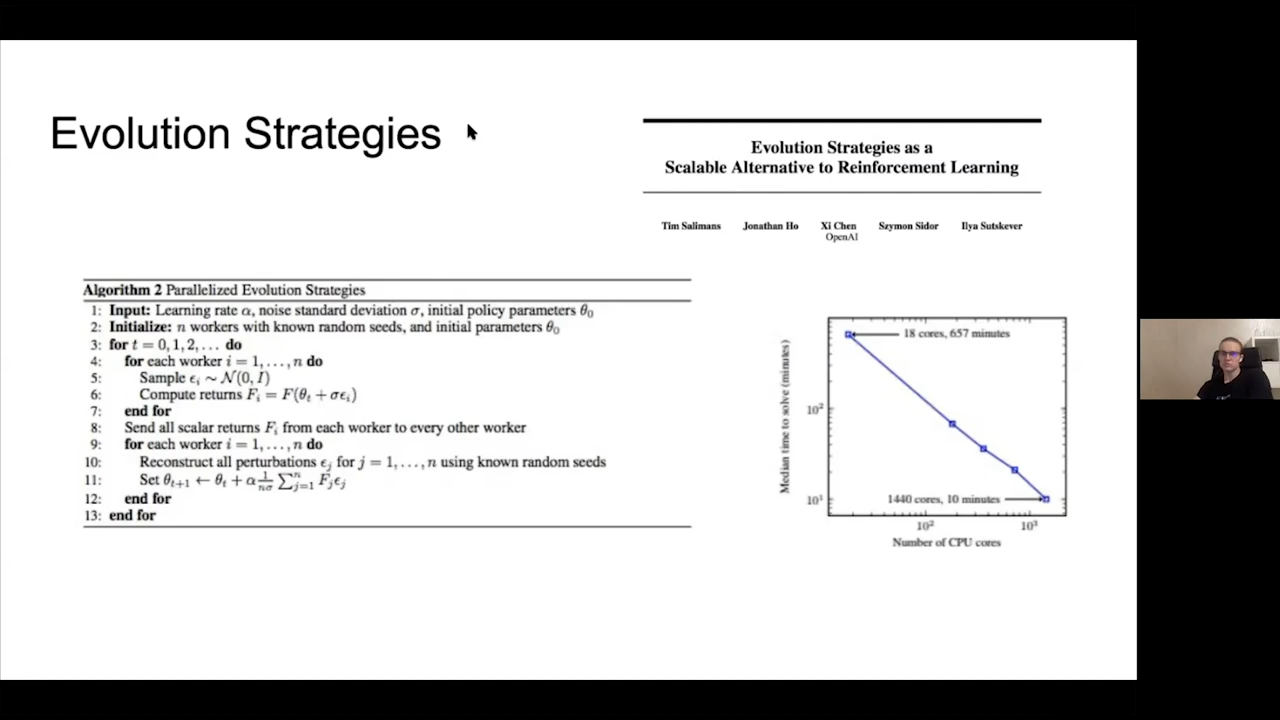 Evolution Strategies
Evolution Strategies as a
Scalable Alternative to Reinforcement Learning
Tim Salimans Jonathan Ho Xi Chen Szymon Sidor Ilya Sutskever
OpenAI
Algorithm 2 Parallelized Evolution Strategies
1: Input: Learning rate α, noise standard deviation σ, initial policy parameters θ₀
2: Initialize: n workers with known random seeds, and initial parameters θ₀
3: for t = 0, 1, 2, . . . do
4: for each worker i = 1, . . . , n do
5: Sample ϵᵢ ∼ 𝒩(0, I)
6: Compute returns Fᵢ = F(θₜ + σϵᵢ)
7: end for
8: Send all scalar returns Fᵢ from each worker to every other worker
9: for each worker i = 1, . . . , n do
10: Reconstruct all perturbations ϵⱼ for j = 1, . . . , n using known random seeds
11: Set θₜ₊₁ ← θₜ + α 1/(nσ) ∑ⁿⱼ₌₁ Fⱼϵⱼ
12: end for
13: end for
18 cores, 657 minutes
Median time to solve (minutes)
10²
10¹
1440 cores, 10 minutes
10² 10³
Number of CPU cores